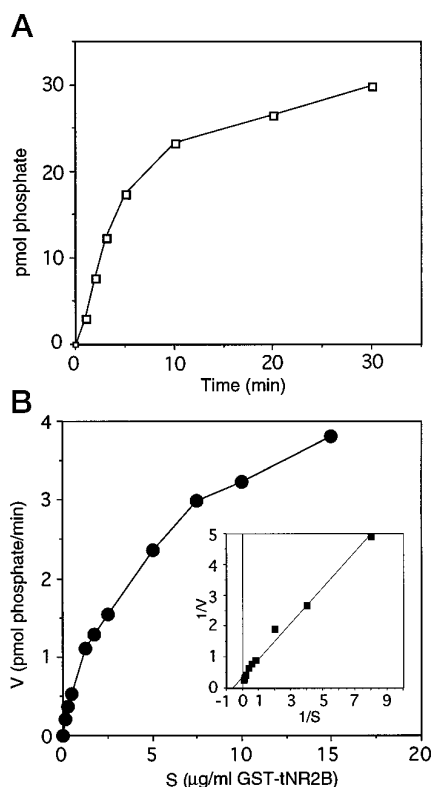 A
pmol phosphate
30
20
10
0
0 10 20 30
Time (min)
B
V (pmol phosphate/min)
4
3
2
1
0
0 5 10 15 20
S (μg/ml GST-tNR2B)
1/V
5
4
3
2
1
0
-1 0 1 3 5 7 9
1/S